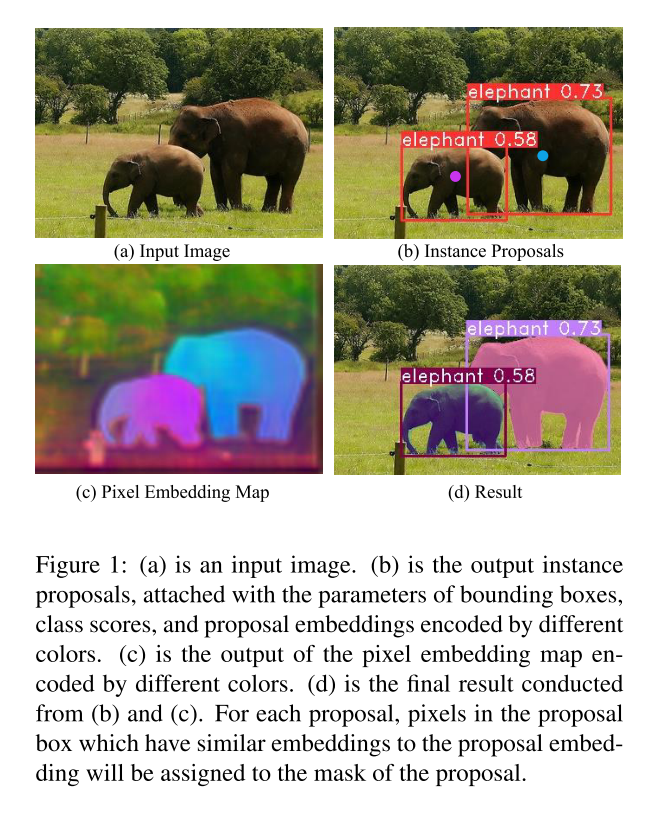 elephant 0.73
elephant 0.58
(a) Input Image
(b) Instance Proposals
elephant 0.73
elephant 0.58
(c) Pixel Embedding Map
(d) Result
Figure 1: (a) is an input image. (b) is the output instance
proposals, attached with the parameters of bounding boxes,
class scores, and proposal embeddings encoded by different
colors. (c) is the output of the pixel embedding map en-
coded by different colors. (d) is the final result conducted
from (b) and (c). For each proposal, pixels in the proposal
box which have similar embeddings to the proposal embed-
ding will be assigned to the mask of the proposal.